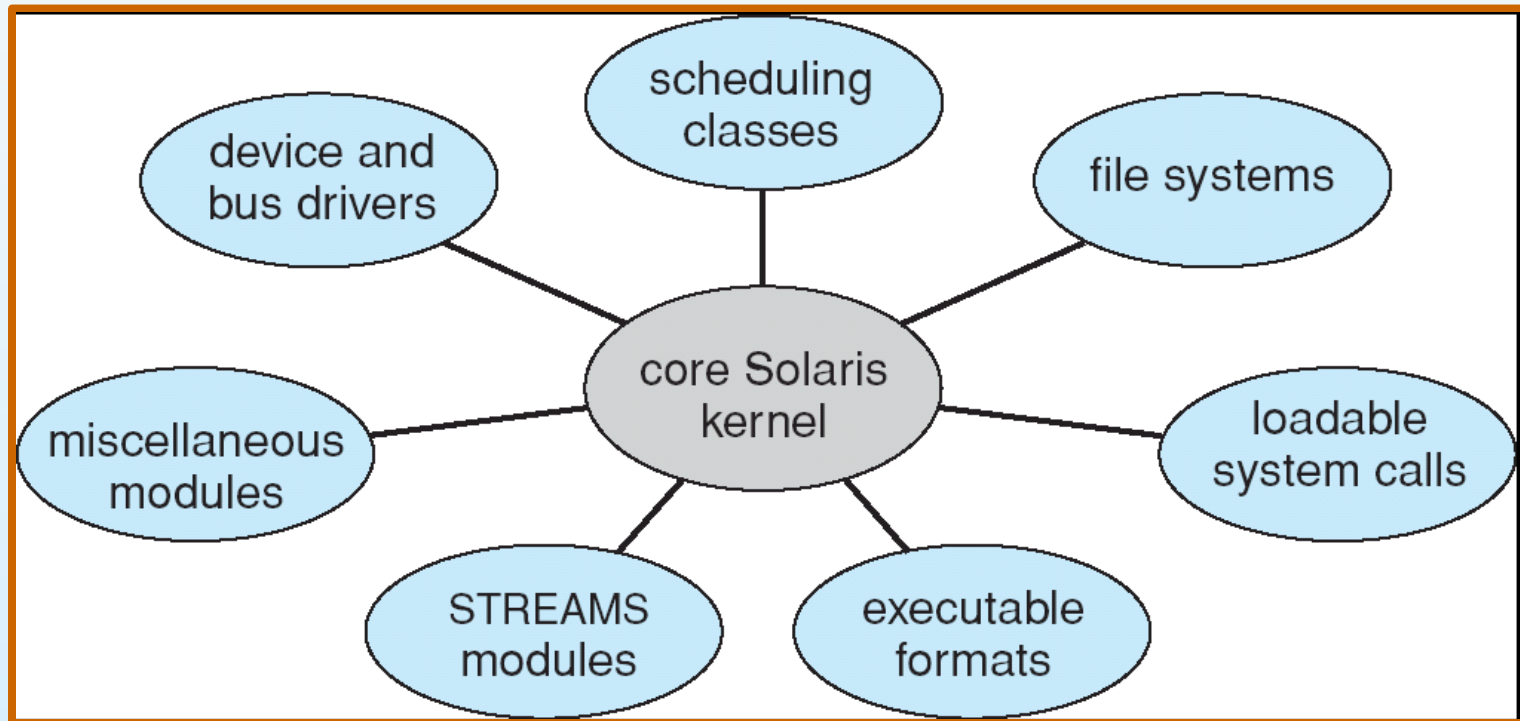 scheduling
classes
device and
bus drivers
file systems
core Solaris
kernel
loadable
system calls
miscellaneous
modules
STREAMS
modules
executable
formats